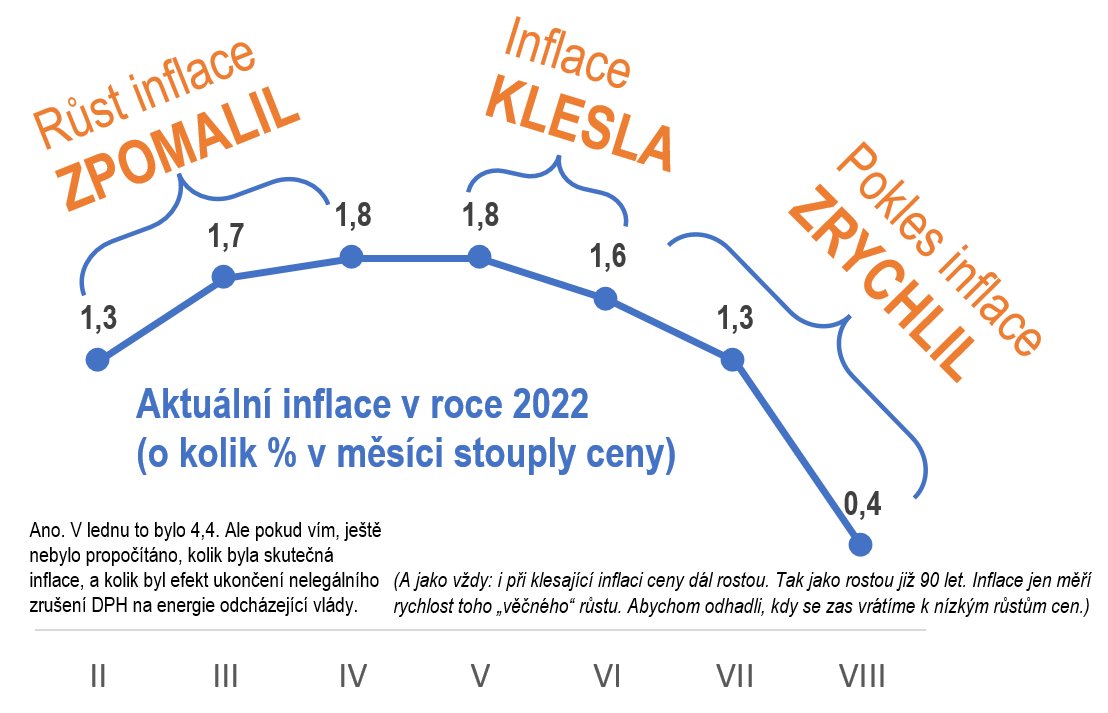 Růst inflace
ZPOMALIL
Inflace
KLESLA
Pokles inflace
ZRYCHLIL
1,3
1,7
1,8
1,8
1,6
1,3
0,4
Aktuální inflace v roce 2022
(o kolik % v měsíci stouply ceny)
Ano. V lednu to bylo 4,4. Ale pokud vím, ještě
nebylo propočítáno, kolik byla skutečná
inflace, a kolik byl efekt ukončení nelegálního
zrušení DPH na energie odcházející vlády.
(A jako vždy: i při klesající inflaci ceny dál rostou. Tak jako rostou již 90 let. Inflace jen měří
rychlost toho „věčného“ růstu. Abychom odhadli, kdy se zas vrátíme k nízkým růstům cen.)
II III IV V VI VII VIII